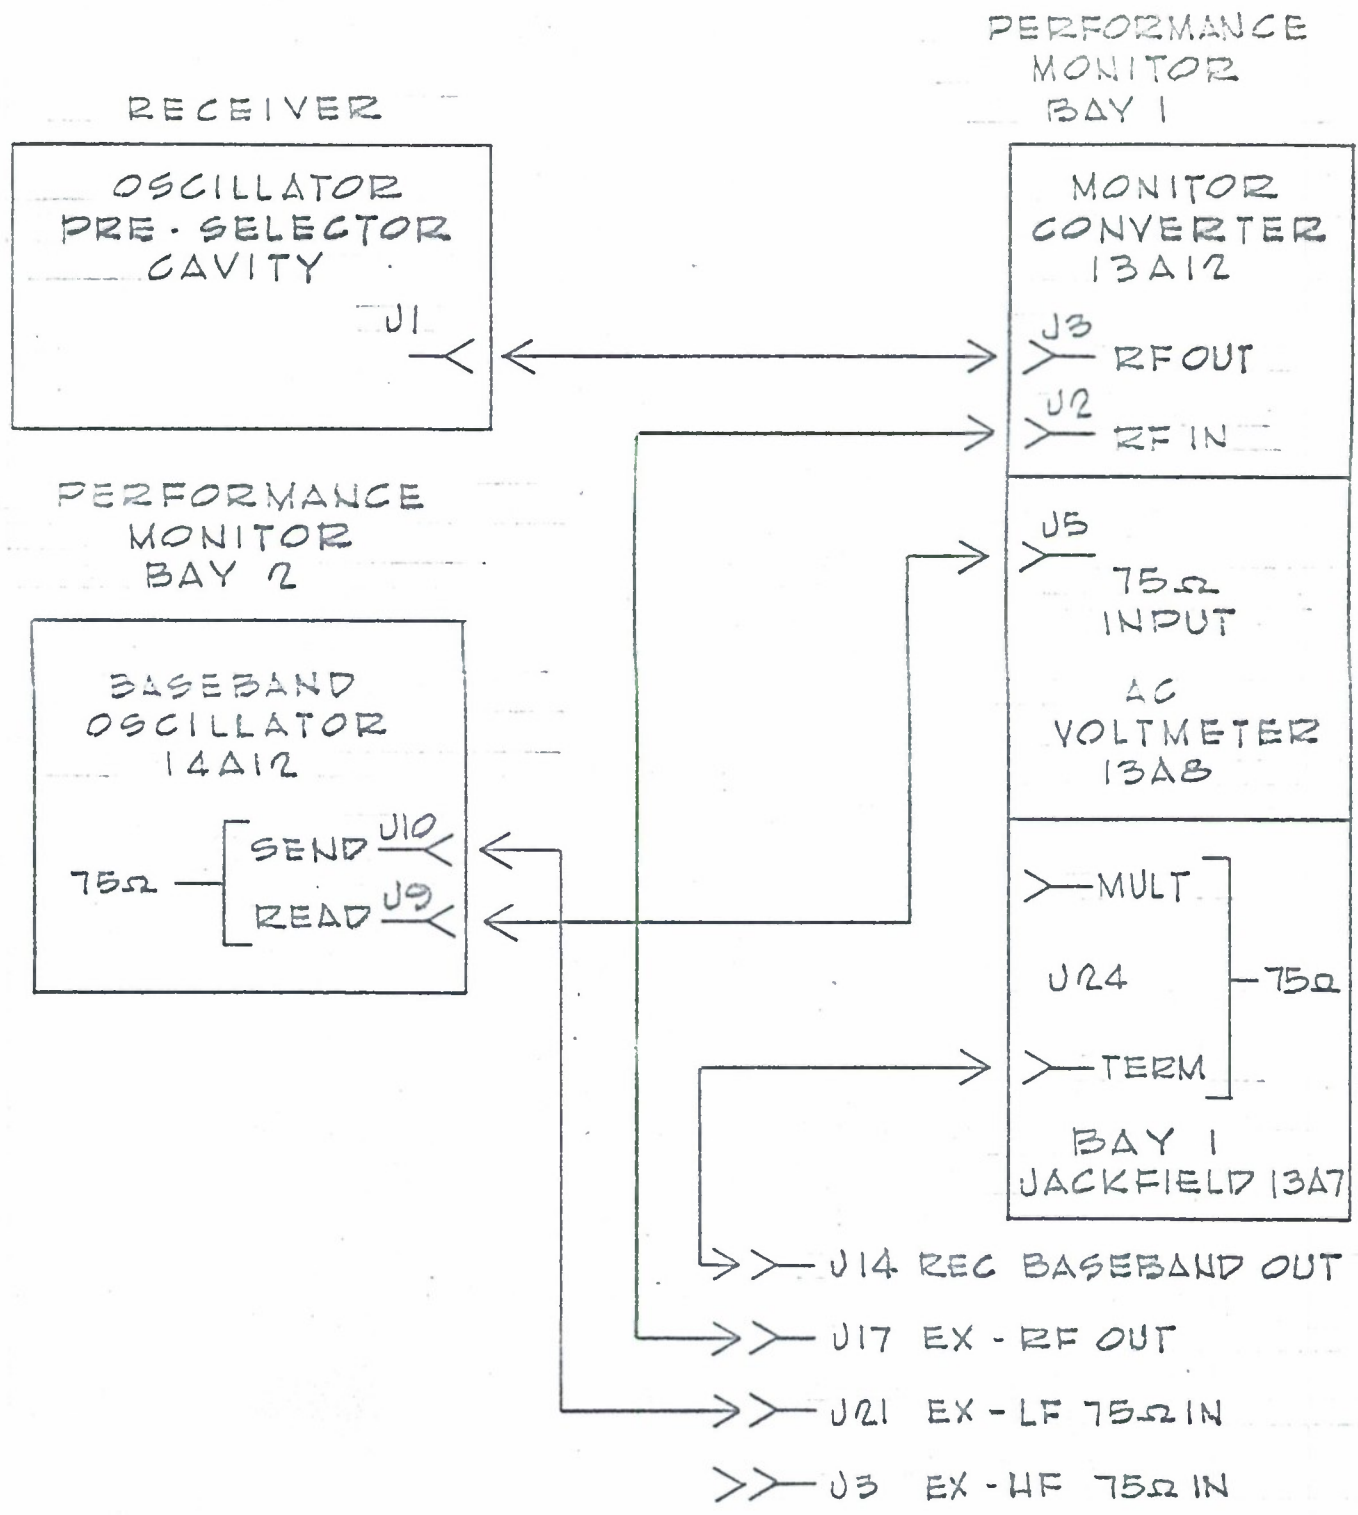 RECEIVER
OSCILLATOR
PRE-SELECTOR
CAVITY
J1
PERFORMANCE
MONITOR
BAY 1
MONITOR
CONVERTER
13A12
J3
RF OUT
J2
RF IN
J5
75Ω
INPUT
AC
VOLTMETER
13A8
MULT
J24
75Ω
TERM
BAY 1
JACKFIELD 13A7
PERFORMANCE
MONITOR
BAY 2
BASEBAND
OSCILLATOR
14A12
SEND J10
75Ω
READ J9
J14 REC BASEBAND OUT
J17 EX - RF OUT
J21 EX - LF 75Ω IN
J3 EX - HF 75Ω IN